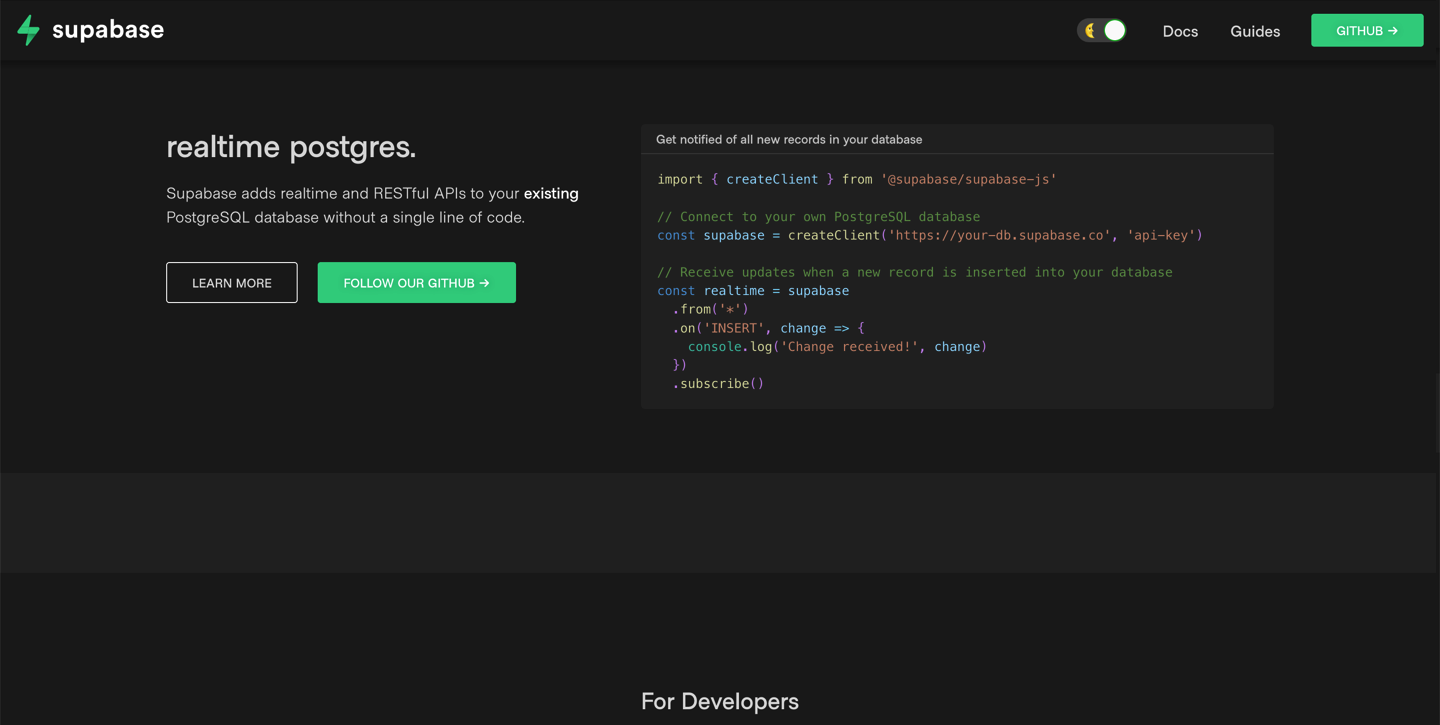 supabase
Docs
Guides
GITHUB →
realtime postgres.
Supabase adds realtime and RESTful APIs to your existing
PostgreSQL database without a single line of code.
LEARN MORE
FOLLOW OUR GITHUB →
Get notified of all new records in your database
import { createClient } from '@supabase/supabase-js'
// Connect to your own PostgreSQL database
const supabase = createClient('https://your-db.supabase.co', 'api-key')
// Receive updates when a new record is inserted into your database
const realtime = supabase
  .from('*')
  .on('INSERT', change => {
    console.log('Change received!', change)
  })
  .subscribe()
For Developers